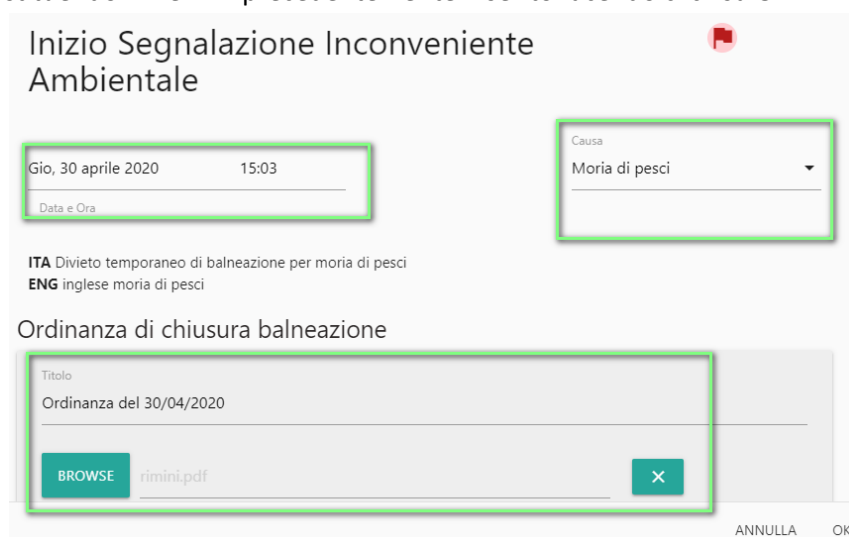 Inizio Segnalazione Inconveniente
Ambientale
Causa
Gio, 30 aprile 2020 15:03
Moria di pesci
Data e Ora
ITA Divieto temporaneo di balneazione per moria di pesci
ENG inglese moria di pesci
Ordinanza di chiusura balneazione
Titolo
Ordinanza del 30/04/2020
BROWSE rimini.pdf
ANNULLA OK